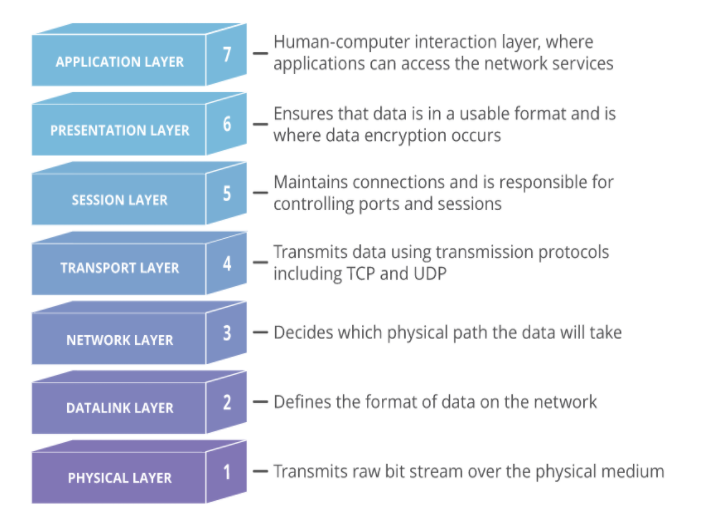 APPLICATION LAYER 7
Human-computer interaction layer, where
applications can access the network services
PRESENTATION LAYER 6
Ensures that data is in a usable format and is
where data encryption occurs
SESSION LAYER 5
Maintains connections and is responsible for
controlling ports and sessions
TRANSPORT LAYER 4
Transmits data using transmission protocols
including TCP and UDP
NETWORK LAYER 3
Decides which physical path the data will take
DATALINK LAYER 2
Defines the format of data on the network
PHYSICAL LAYER 1
Transmits raw bit stream over the physical medium